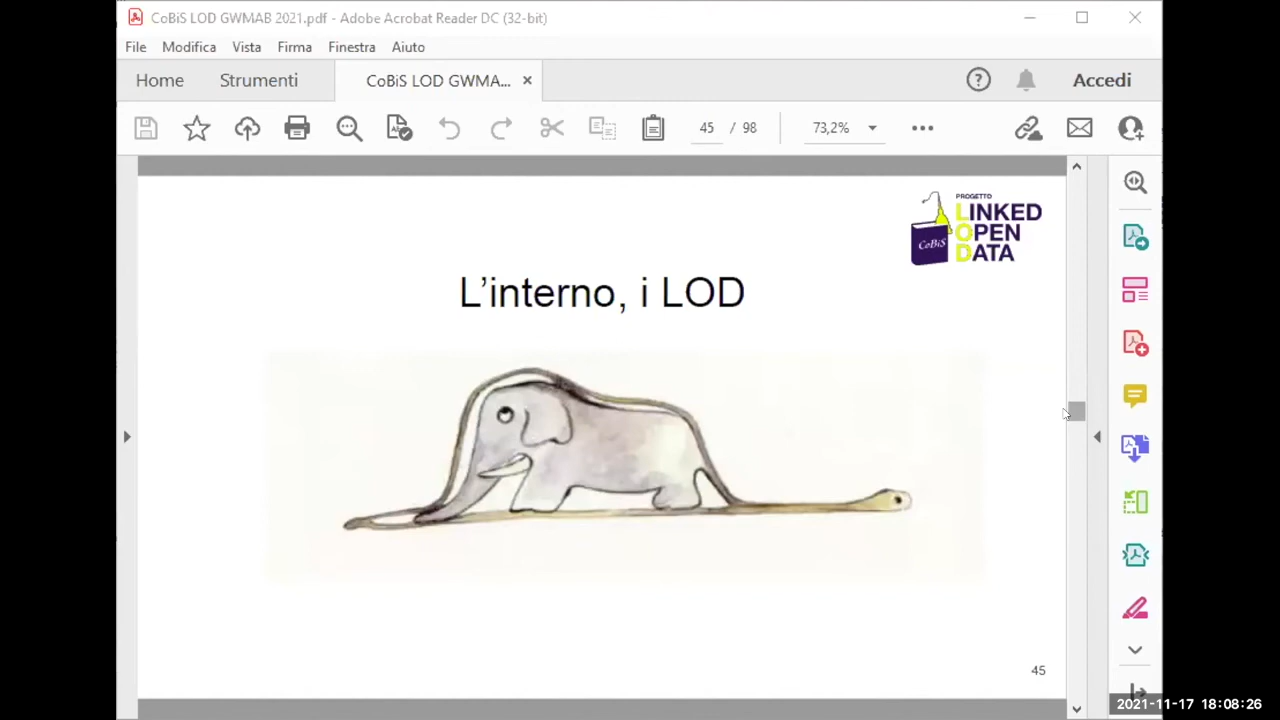 CoBiS LOD GWMAB 2021.pdf - Adobe Acrobat Reader DC (32-bit)
File Modifica Vista Firma Finestra Aiuto
Home Strumenti CoBiS LOD GWMA... × Accedi
45 / 98 73,2%
PROGETTO
LINKED
OPEN
DATA
CoBiS
L’interno, i LOD
45
2021-11-17 18:08:26